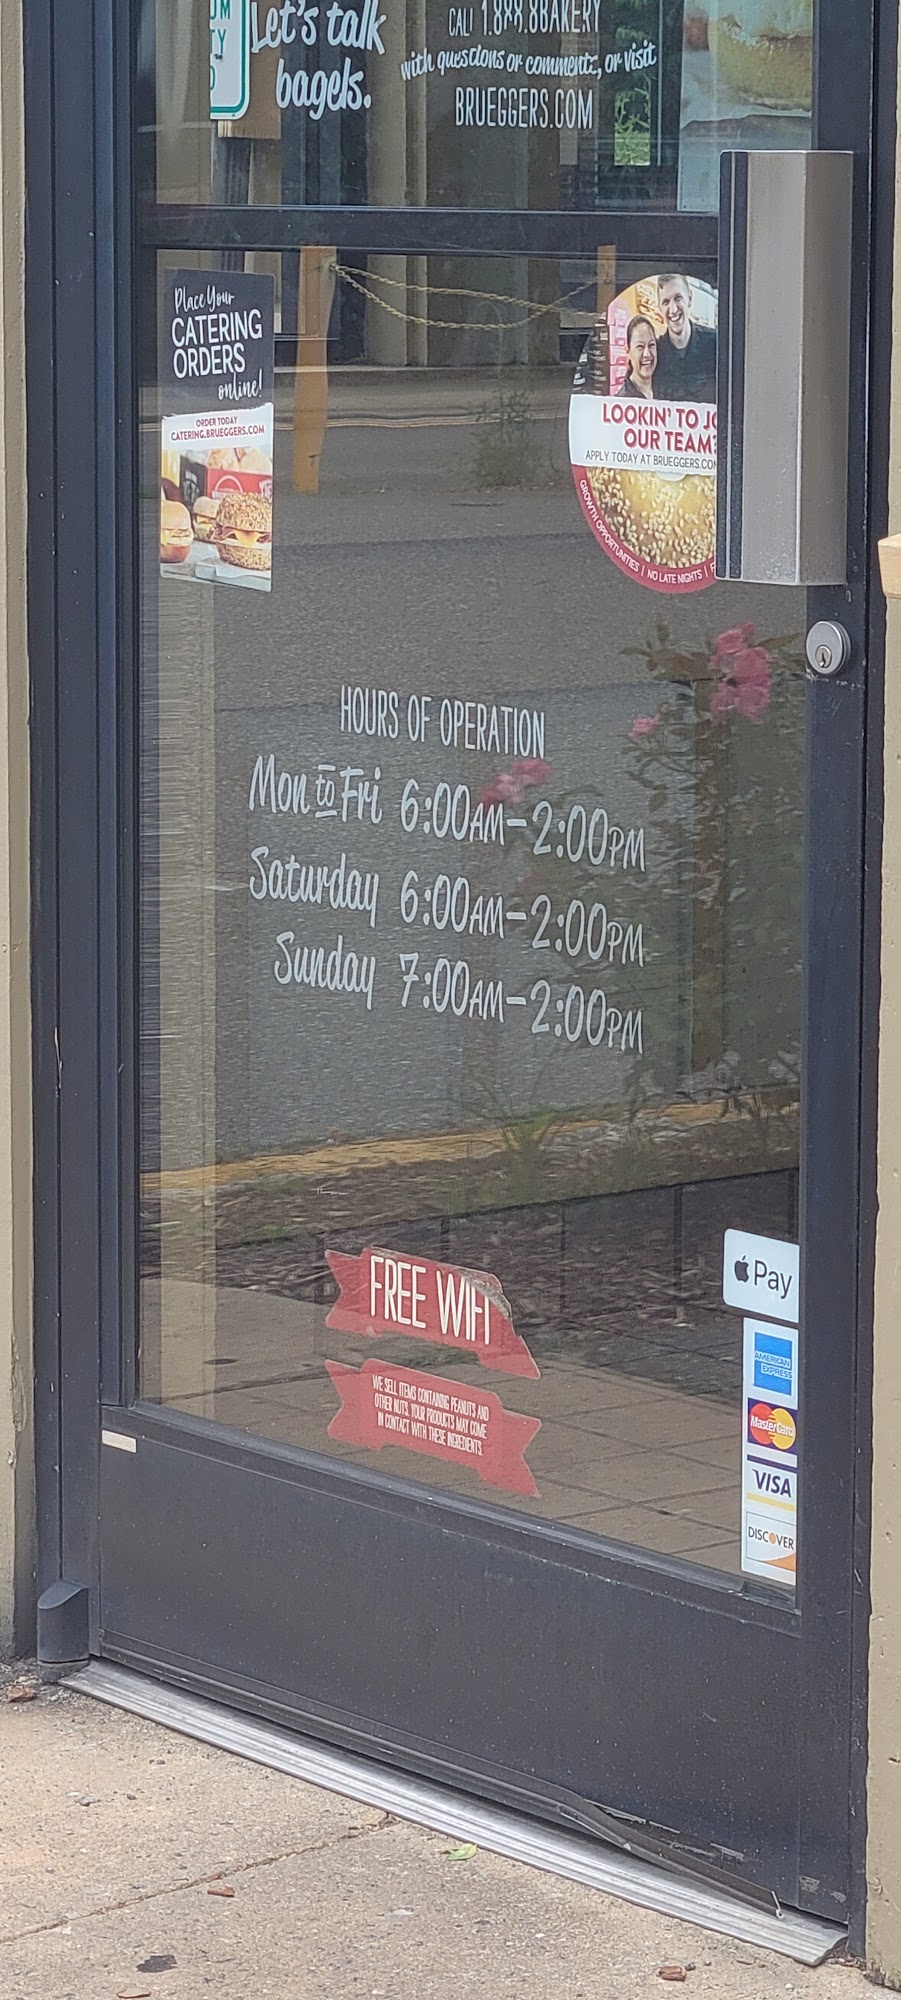 UM
TY
Let's talk
bagels.
CALL 1.888.8BAKERY
with questions or comments, or visit
BRUEGGERS.COM
Place Your
CATERING
ORDERS
online!
ORDER TODAY
CATERING.BRUEGGERS.COM
LOOKIN' TO JO
OUR TEAM?
APPLY TODAY AT BRUEGGERS.COM
GROWTH OPPORTUNITIES | NO LATE NIGHTS | F
HOURS OF OPERATION
Mon to Fri 6:00AM-2:00PM
Saturday 6:00AM-2:00PM
Sunday 7:00AM-2:00PM
FREE WIFI
WE SELL ITEMS CONTAINING PEANUTS AND
OTHER NUTS. YOUR PRODUCTS MAY COME
IN CONTACT WITH THESE INGREDIENTS.
Pay
AMERICAN
EXPRESS
MasterCard
VISA
DISCOVER